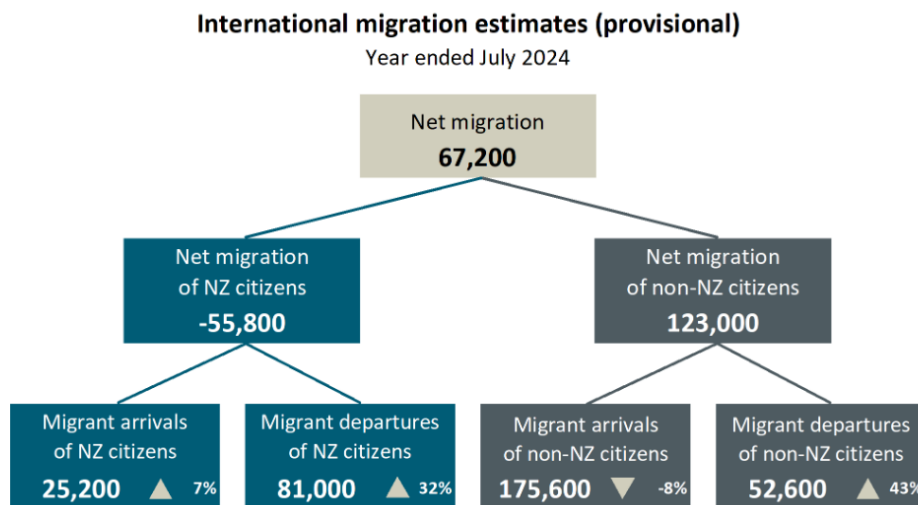 International migration estimates (provisional)
Year ended July 2024
Net migration
67,200
Net migration
of NZ citizens
-55,800
Net migration
of non-NZ citizens
123,000
Migrant arrivals
of NZ citizens
25,200 ▲ 7%
Migrant departures
of NZ citizens
81,000 ▲ 32%
Migrant arrivals
of non-NZ citizens
175,600 ▼ -8%
Migrant departures
of non-NZ citizens
52,600 ▲ 43%